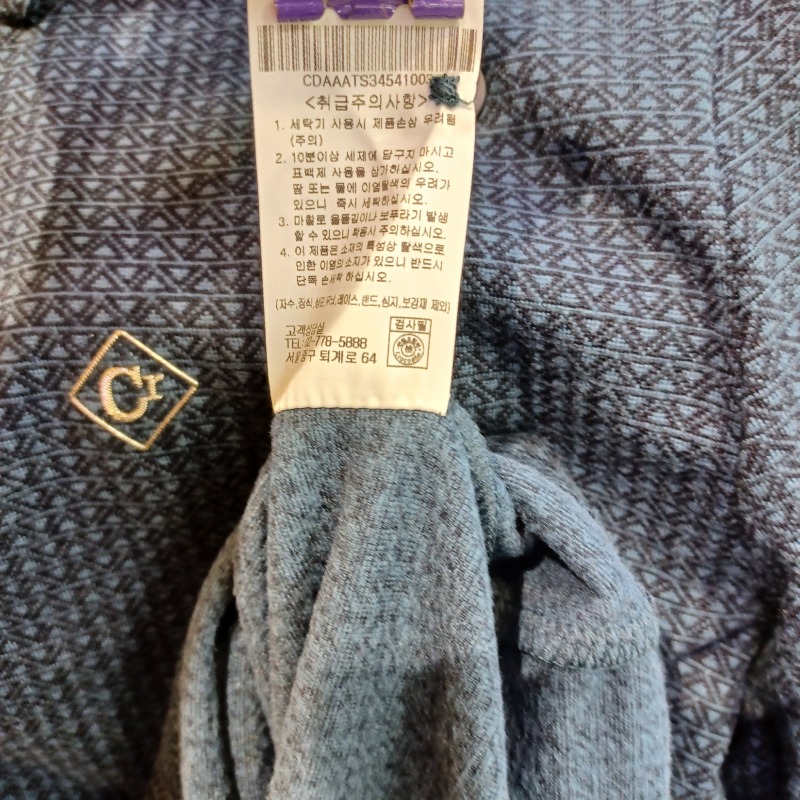 CDAAATS34541003
<취급주의사항>
1. 세탁기 사용시 제품손상 우려됨
(주의)
2. 10분이상 세제에 담구지 마시고
표백제 사용을 삼가하십시오.
땀 또는 물에 이염탈색의 우려가
있으니 즉시 세탁하십시오.
3. 마찰로 올뜯김이나 보푸라기 발생
할 수 있으니 착용시 주의하십시오.
4. 이 제품은 소재의 특성상 탈색으로
인한 이염의 소지가 있으니 반드시
단독 손세탁 하십시오.
(자수,장식, 레이스,밴드,심지,보강재 제외)
고객상담실
TEL: 02-778-5888
서울 중구 퇴계로 64
검사필